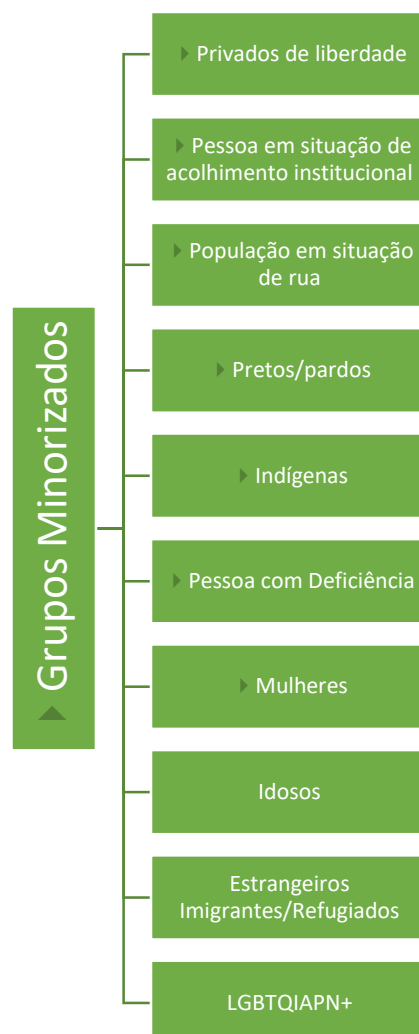 Grupos Minorizados
Privados de liberdade
Pessoa em situação de
acolhimento institucional
População em situação
de rua
Pretos/pardos
Indígenas
Pessoa com Deficiência
Mulheres
Idosos
Estrangeiros
Imigrantes/Refugiados
LGBTQIAPN+